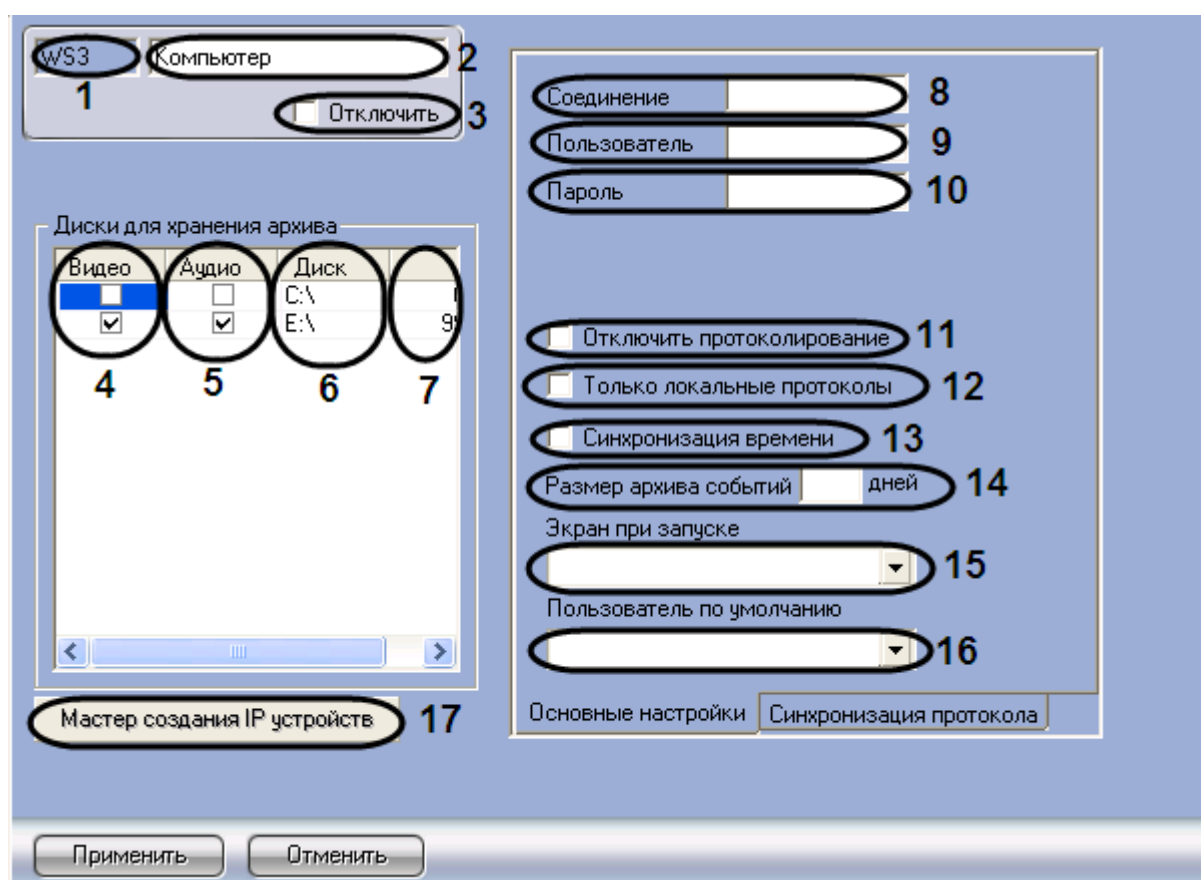 WS3
Компьютер
2
1
Отключить
3
Диски для хранения архива
Видео
Аудио
Диск
C:\
E:\
4
5
6
7
Мастер создания IP устройств
17
Соединение
8
Пользователь
9
Пароль
10
Отключить протоколирование
11
Только локальные протоколы
12
Синхронизация времени
13
Размер архива событий
дней
14
Экран при запуске
15
Пользователь по умолчанию
16
Основные настройки
Синхронизация протокола
Применить
Отменить